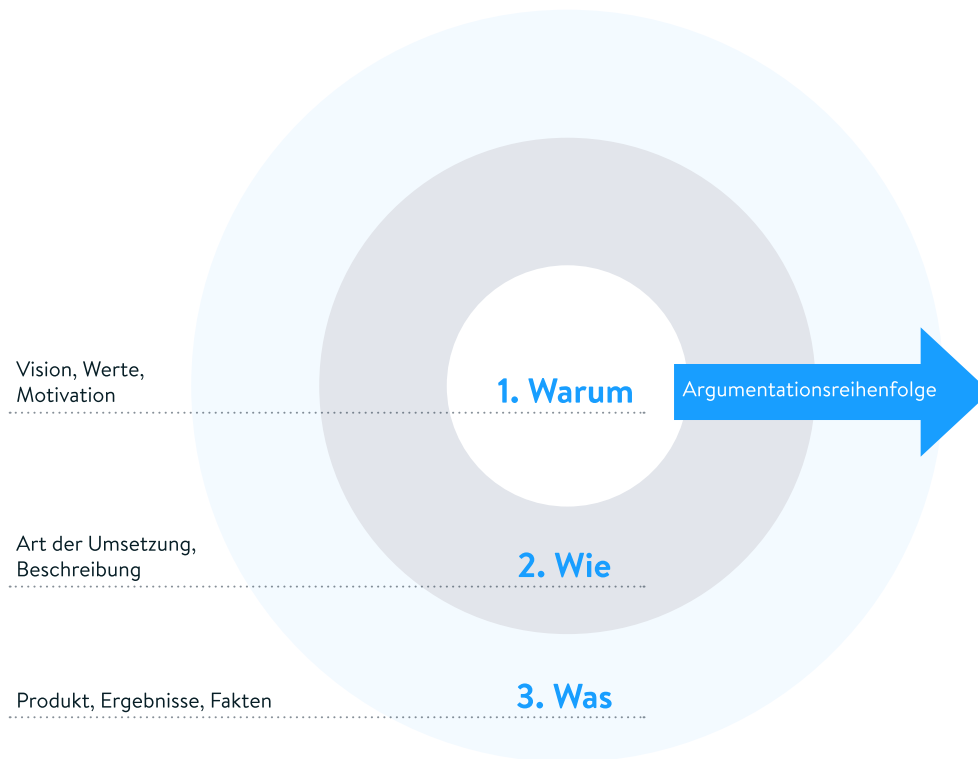 Vision, Werte,
Motivation
1. Warum
Argumentationsreihenfolge
Art der Umsetzung,
Beschreibung
2. Wie
Produkt, Ergebnisse, Fakten
3. Was